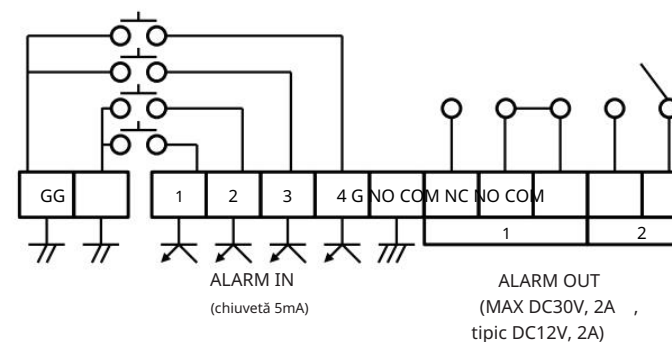 GG 1 2 3 4 G NO COM NC NO COM
1 2
ALARM IN
(chiuvetă 5mA)
ALARM OUT
(MAX DC30V, 2A ,
tipic DC12V, 2A)